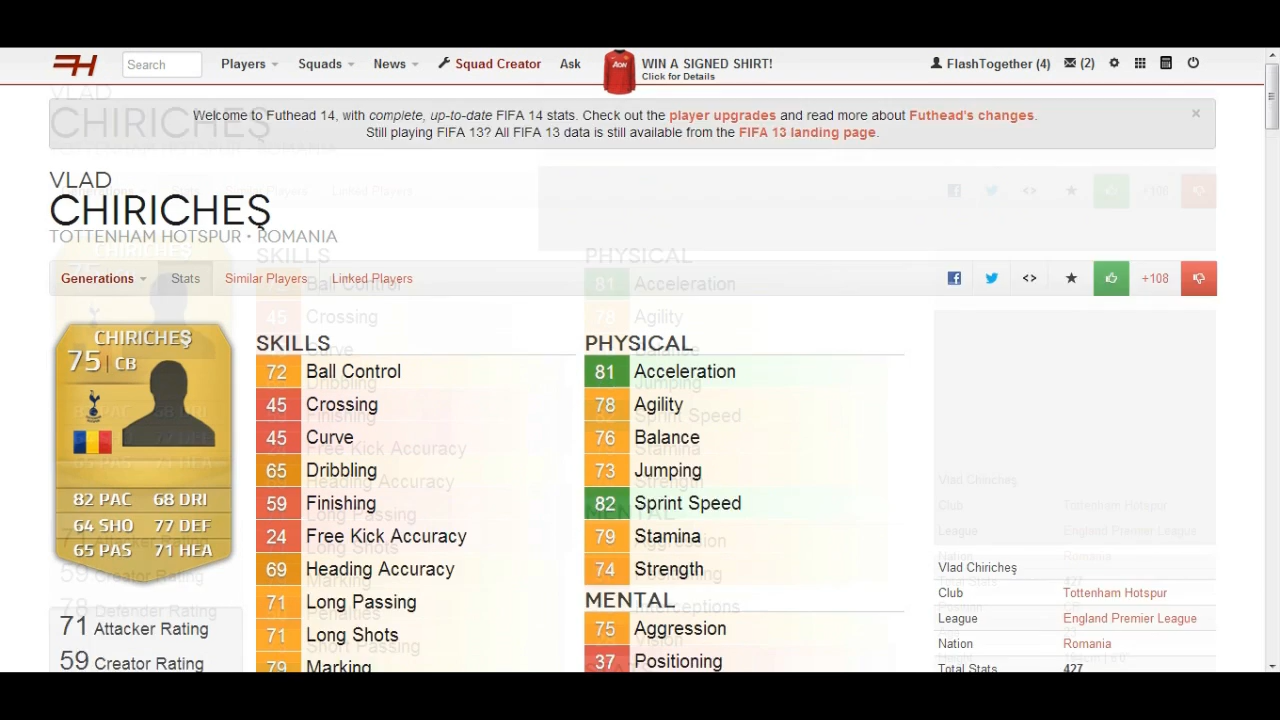 FH Search Players Squads News Squad Creator Ask AON WIN A SIGNED SHIRT! FlashTogether (4) (2)
Click for Details
Welcome to Futhead 14, with complete, up-to-date FIFA 14 stats. Check out the player upgrades and read more about Futhead's changes. ×
Still playing FIFA 13? All FIFA 13 data is still available from the FIFA 13 landing page.
VLAD
CHIRICHEŞ
TOTTENHAM HOTSPUR • ROMANIA
Generations Stats Similar Players Linked Players <> +108
CHIRICHEŞ
75 | CB
82 PAC 68 DRI
64 SHO 77 DEF
65 PAS 71 HEA
71 Attacker Rating
59 Creator Rating
SKILLS
72 Ball Control
45 Crossing
45 Curve
65 Dribbling
59 Finishing
24 Free Kick Accuracy
69 Heading Accuracy
71 Long Passing
71 Long Shots
79 Marking
PHYSICAL
81 Acceleration
78 Agility
76 Balance
73 Jumping
82 Sprint Speed
79 Stamina
74 Strength
MENTAL
75 Aggression
37 Positioning
Vlad Chiricheş
Club Tottenham Hotspur
League England Premier League
Nation Romania
Total Stats 427